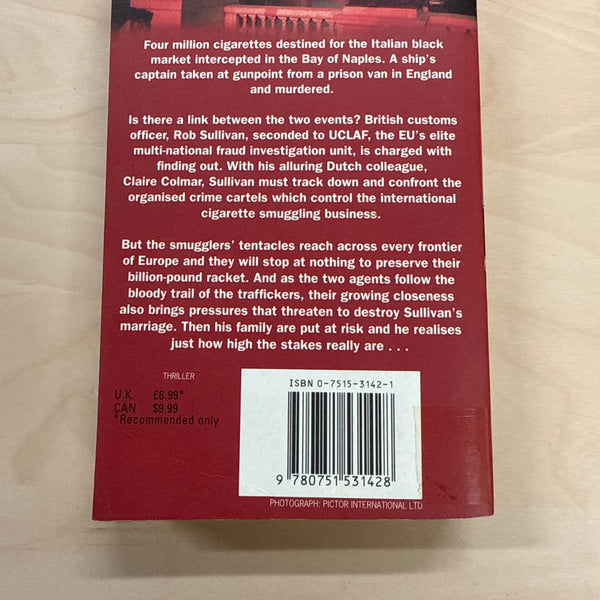 Four million cigarettes destined for the Italian black
market intercepted in the Bay of Naples. A ship's
captain taken at gunpoint from a prison van in England
and murdered.
Is there a link between the two events? British customs
officer, Rob Sullivan, seconded to UCLAF, the EU's elite
multi-national fraud investigation unit, is charged with
finding out. With his alluring Dutch colleague,
Claire Colmar, Sullivan must track down and confront the
organised crime cartels which control the international
cigarette smuggling business.
But the smugglers' tentacles reach across every frontier
of Europe and they will stop at nothing to preserve their
billion-pound racket. And as the two agents follow the
bloody trail of the traffickers, their growing closeness
also brings pressures that threaten to destroy Sullivan's
marriage. Then his family are put at risk and he realises
just how high the stakes really are . . .
THRILLER
U.K. £6.99*
CAN $9.99
*Recommended only
ISBN 0-7515-3142-1
9 780751 531428
PHOTOGRAPH: PICTOR INTERNATIONAL LTD